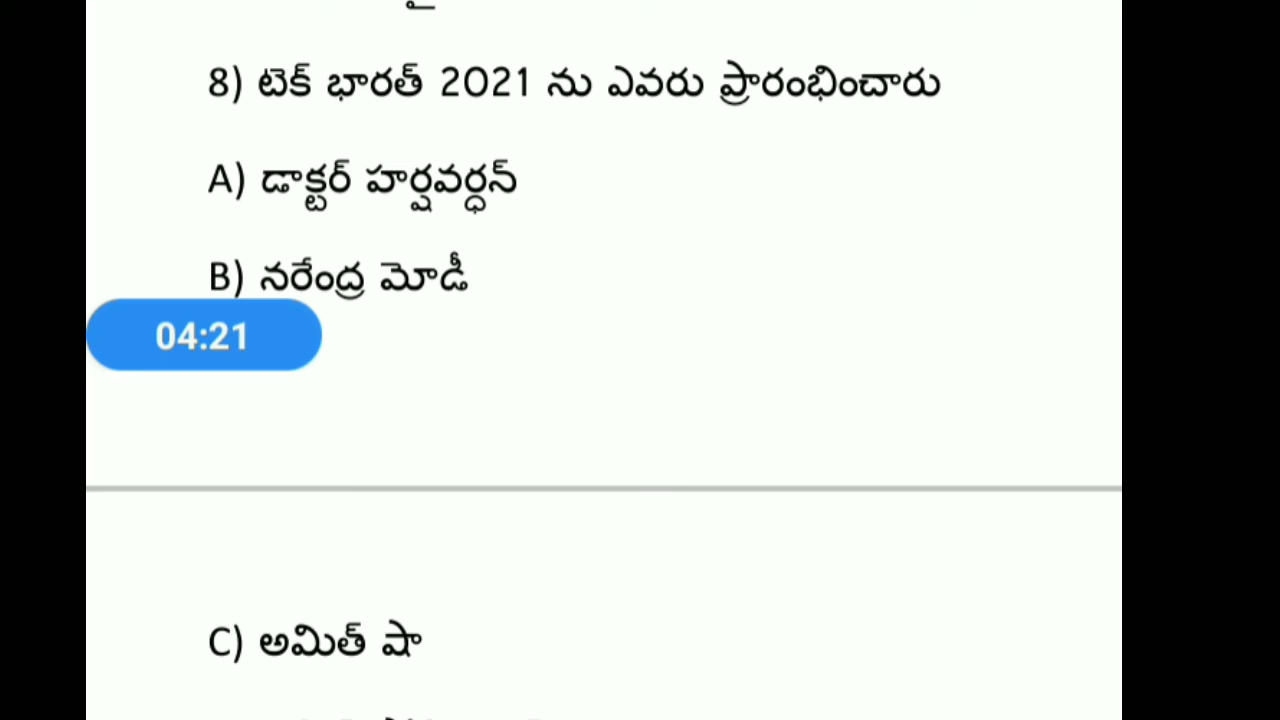 8) టెక్ భారత్ 2021 ను ఎవరు ప్రారంభించారు
A) డాక్టర్ హర్షవర్ధన్
B) నరేంద్ర మోడీ
04:21
C) అమిత్ షా